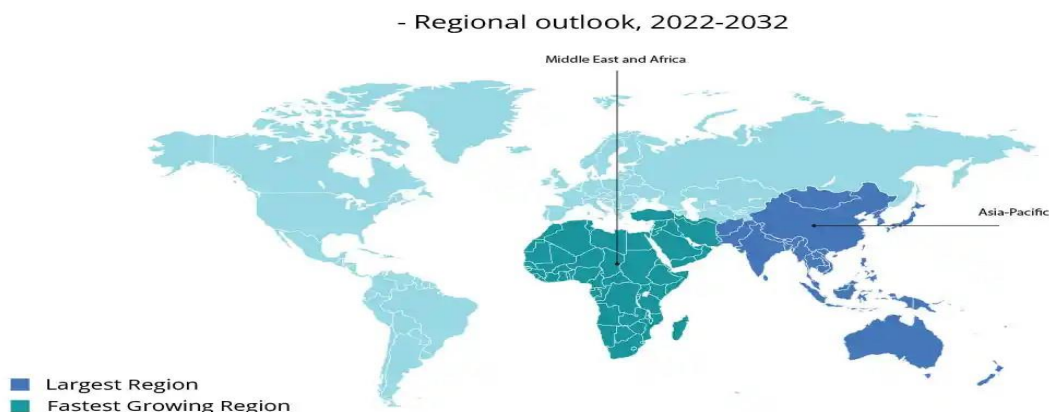 - Regional outlook, 2022-2032
Middle East and Africa
Asia-Pacific
Largest Region
Fastest Growing Region